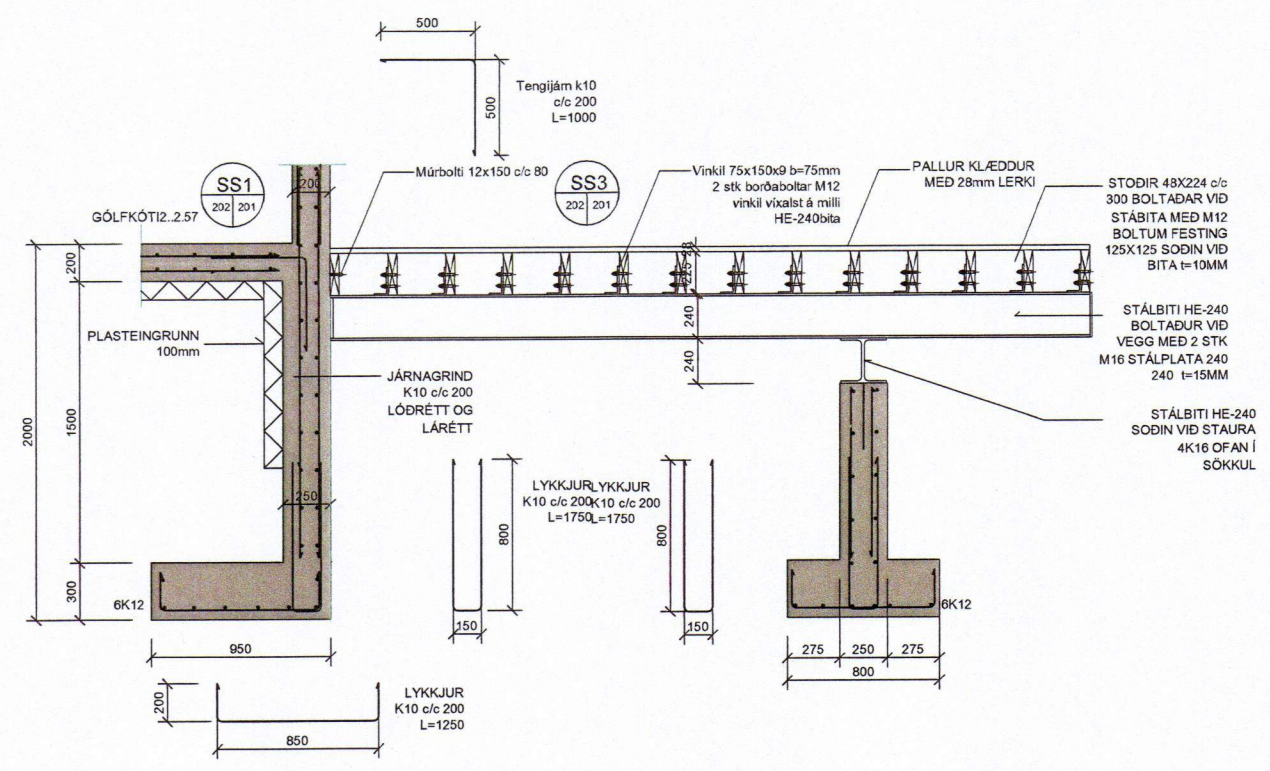 500
Tengijárn k10
c/c 200
L=1000
500
SS1
202 201
200
Múrbolti 12x150 c/c 80
SS3
202 201
Vinkil 75x150x9 b=75mm
2 stk borðaboltar M12
vinkil víxalst á milli
HE-240bita
PALLUR KLÆDDUR
MEÐ 28mm LERKI
STOÐIR 48X224 c/c
300 BOLTAÐAR VIÐ
STÁBITA MEÐ M12
BOLTUM FESTING
125X125 SOÐIN VIÐ
BITA t=10MM
GÓLFKÓTI2..2.57
200
28
225
240
240
PLASTEINGRUNN
100mm
STÁLBITI HE-240
BOLTAÐUR VIÐ
VEGG MEÐ 2 STK
M16 STÁLPLATA 240
240 t=15MM
JÁRNAGRIND
K10 c/c 200
LÓÐRÉTT OG
LÁRÉTT
STÁLBITI HE-240
SOÐIN VIÐ STAURA
4K16 OFAN Í
SÖKKUL
2000
1500
250
LYKKJUR
K10 c/c 200
L=1750
800
LYKKJUR
K10 c/c 200
L=1750
800
300
6K12
150
150
6K12
950
275
250
275
800
200
LYKKJUR
K10 c/c 200
L=1250
850